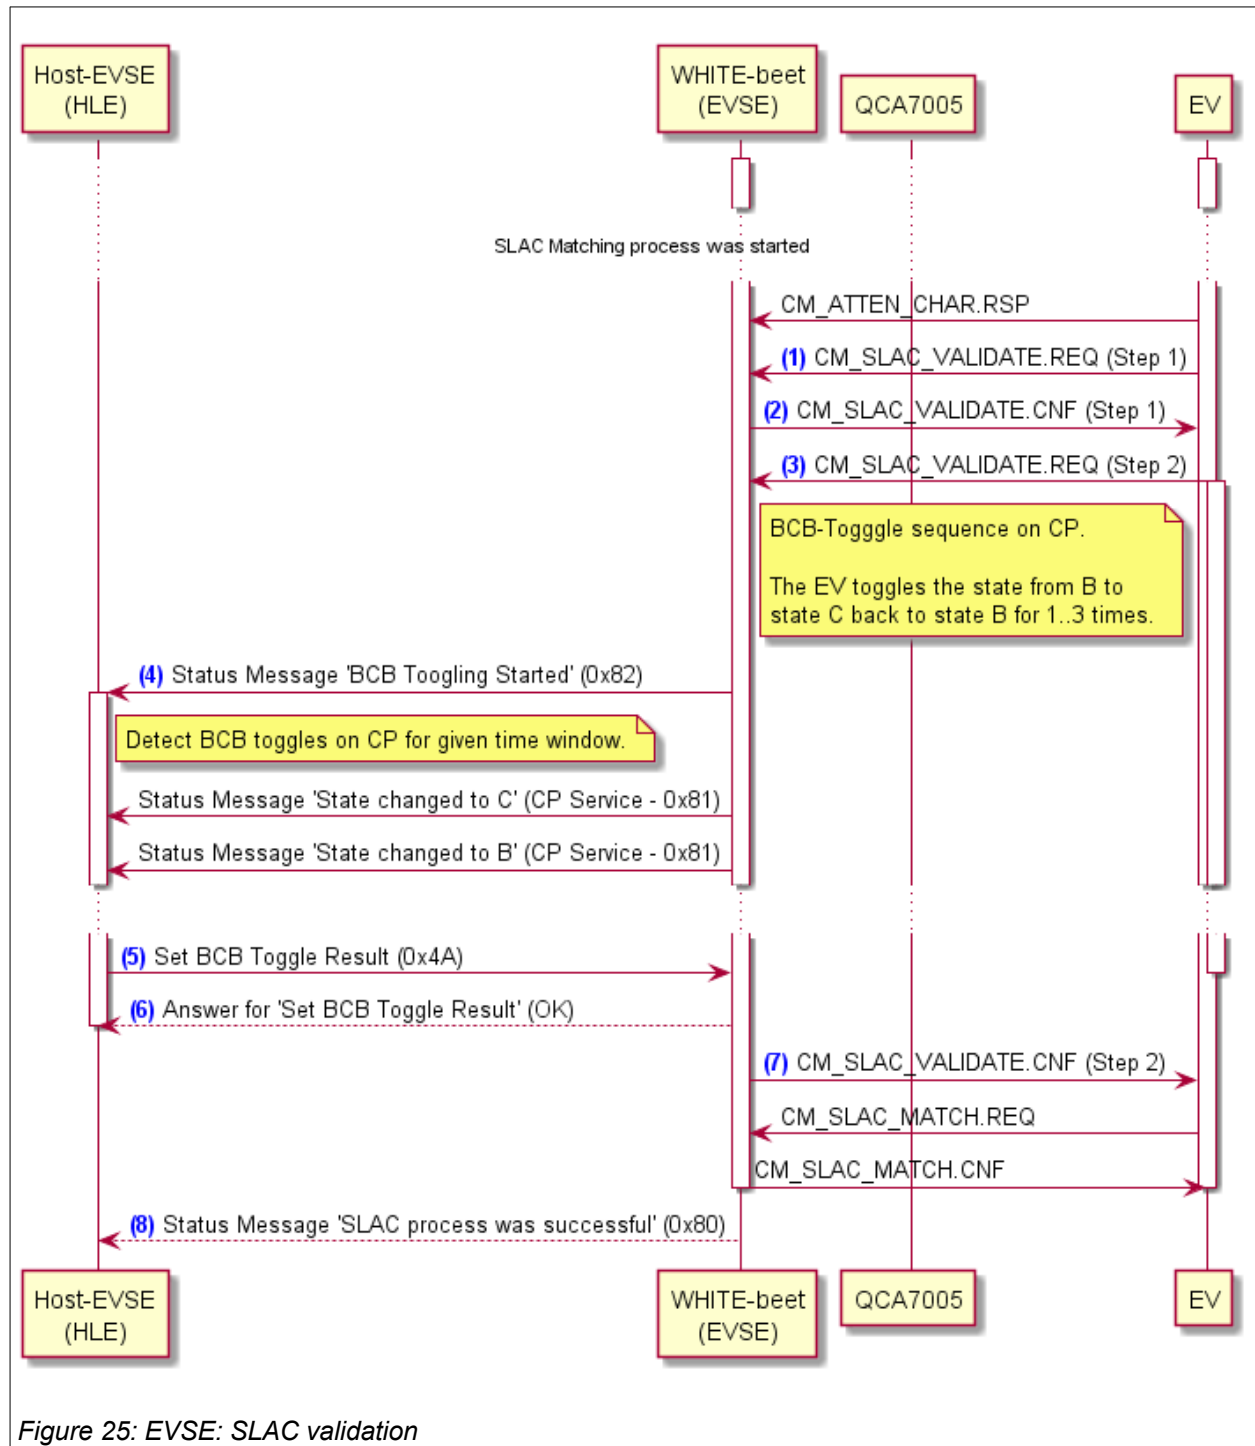 Host-EVSE
(HLE)
WHITE-beet
(EVSE)
QCA7005
EV
SLAC Matching process was started
CM_ATTEN_CHAR.RSP
(1) CM_SLAC_VALIDATE.REQ (Step 1)
(2) CM_SLAC_VALIDATE.CNF (Step 1)
(3) CM_SLAC_VALIDATE.REQ (Step 2)
BCB-Togggle sequence on CP.
The EV toggles the state from B to
state C back to state B for 1..3 times.
(4) Status Message 'BCB Toogling Started' (0x82)
Detect BCB toggles on CP for given time window.
Status Message 'State changed to C' (CP Service - 0x81)
Status Message 'State changed to B' (CP Service - 0x81)
(5) Set BCB Toggle Result (0x4A)
(6) Answer for 'Set BCB Toggle Result' (OK)
(7) CM_SLAC_VALIDATE.CNF (Step 2)
CM_SLAC_MATCH.REQ
CM_SLAC_MATCH.CNF
(8) Status Message 'SLAC process was successful' (0x80)
Host-EVSE
(HLE)
WHITE-beet
(EVSE)
QCA7005
EV
Figure 25: EVSE: SLAC validation